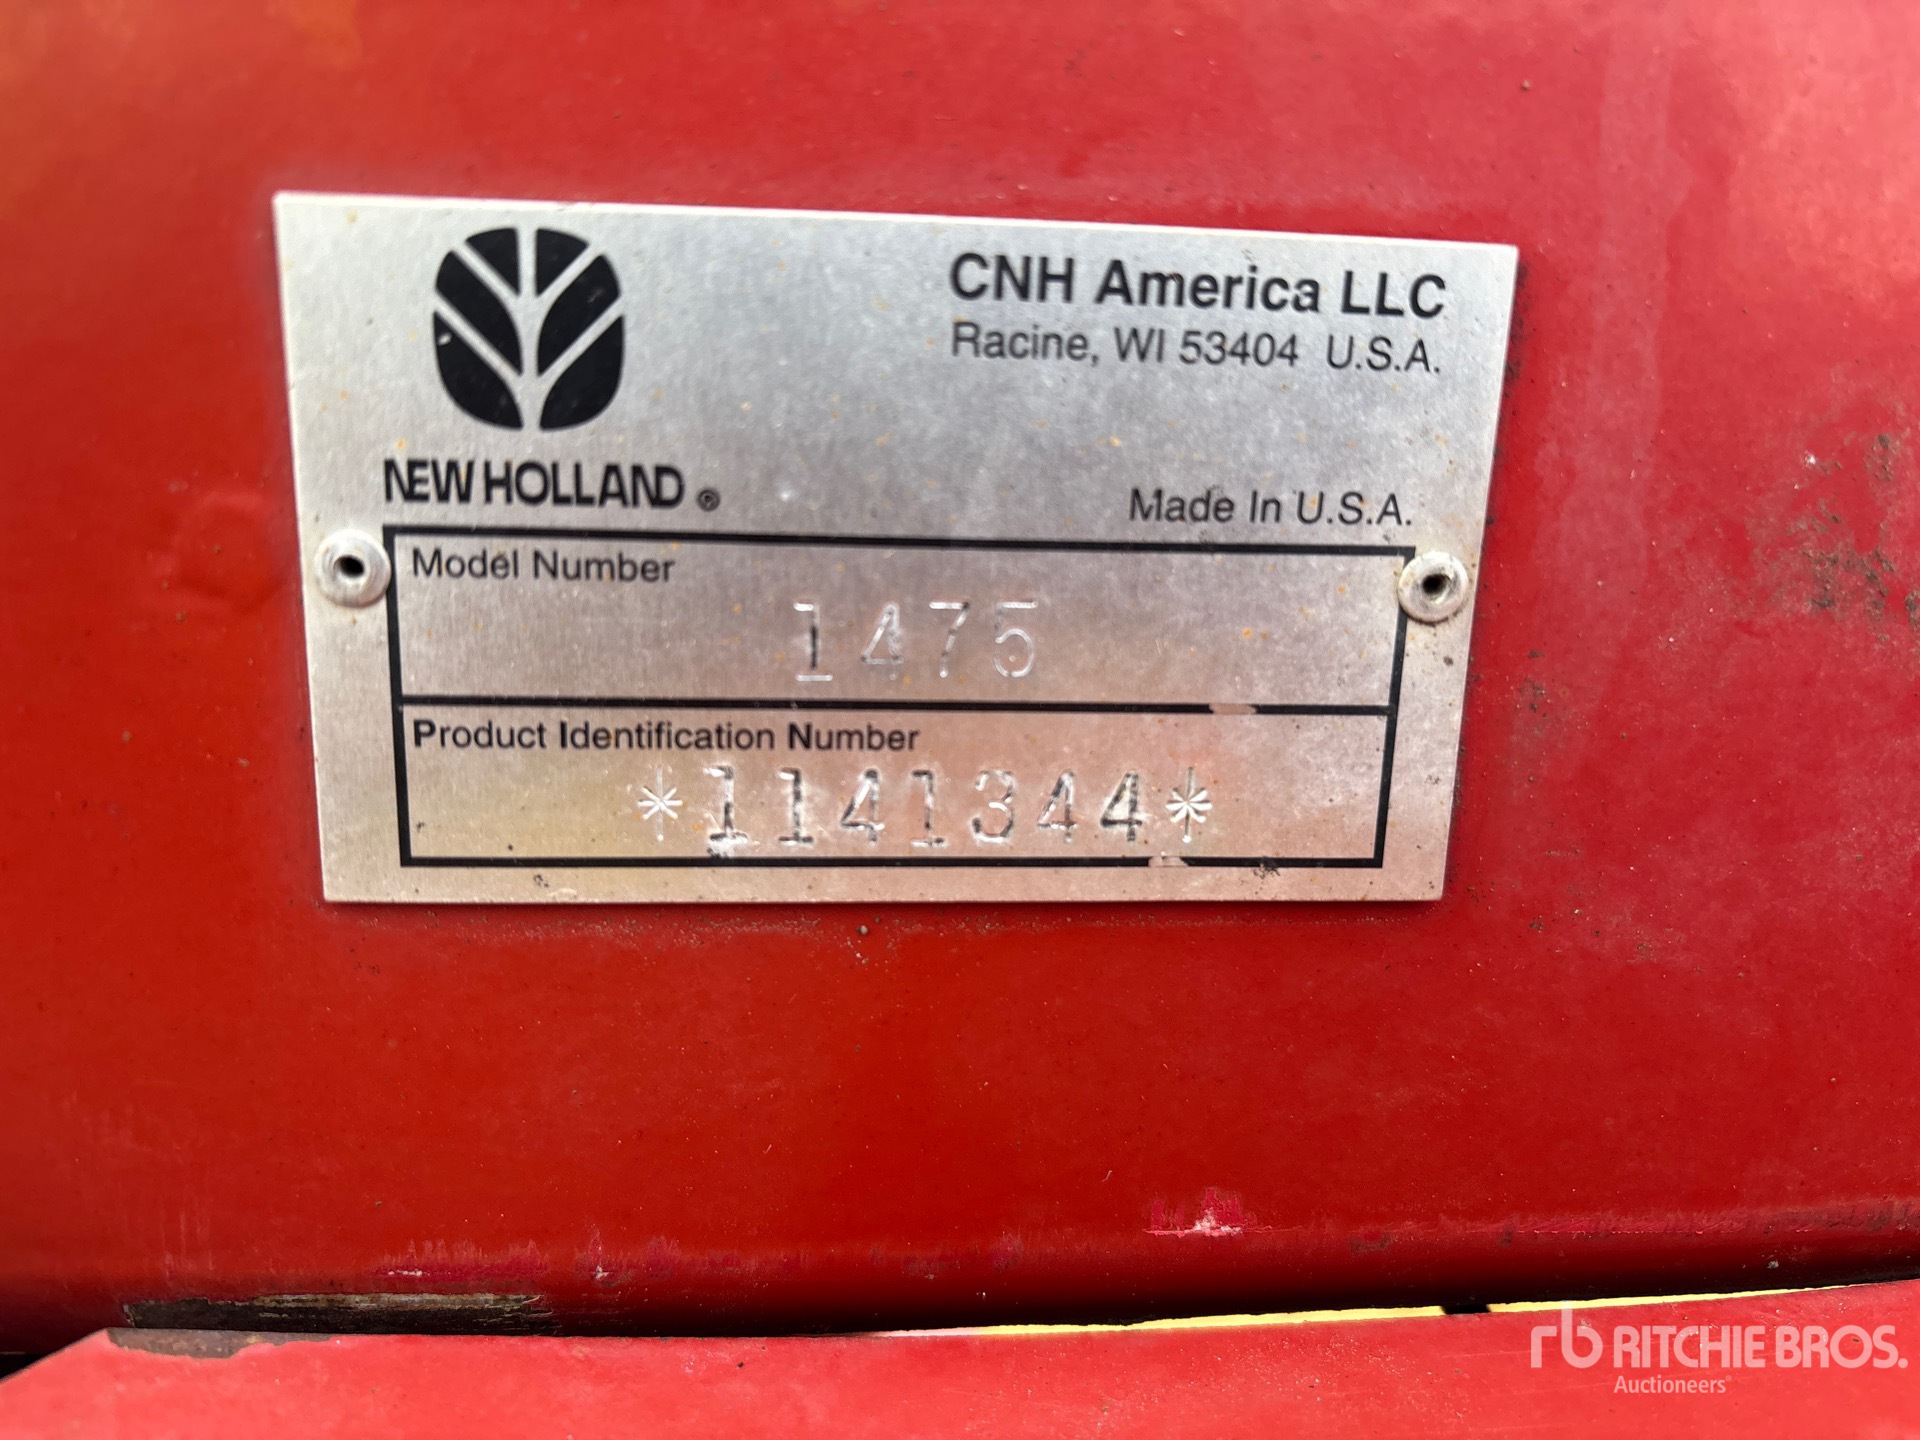 CNH America LLC
Racine, WI 53404 U.S.A.
NEW HOLLAND ®
Made In U.S.A.
Model Number
1475
Product Identification Number
*1141344*
rb RITCHIE BROS.
Auctioneers